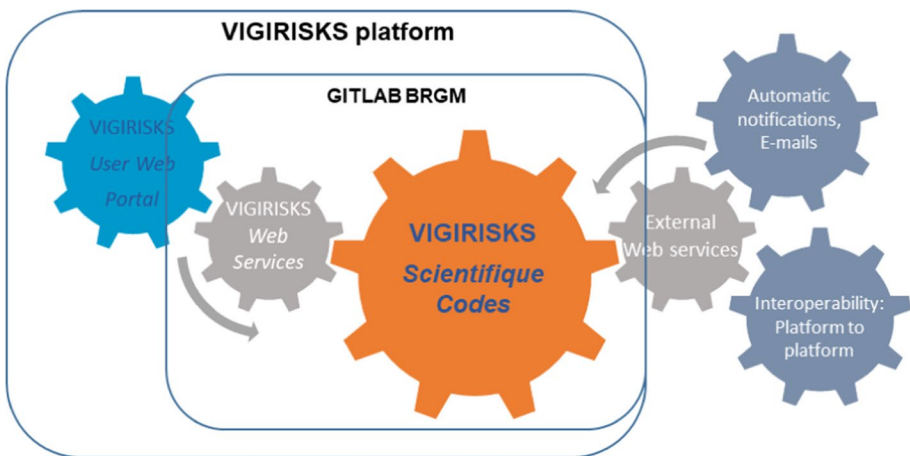 VIGIRISKS platform
GITLAB BRGM
VIGIRISKS
User Web
Portal
VIGIRISKS
Web
Services
VIGIRISKS
Scientifique
Codes
External
Web services
Automatic
notifications,
E-mails
Interoperability:
Platform to
platform